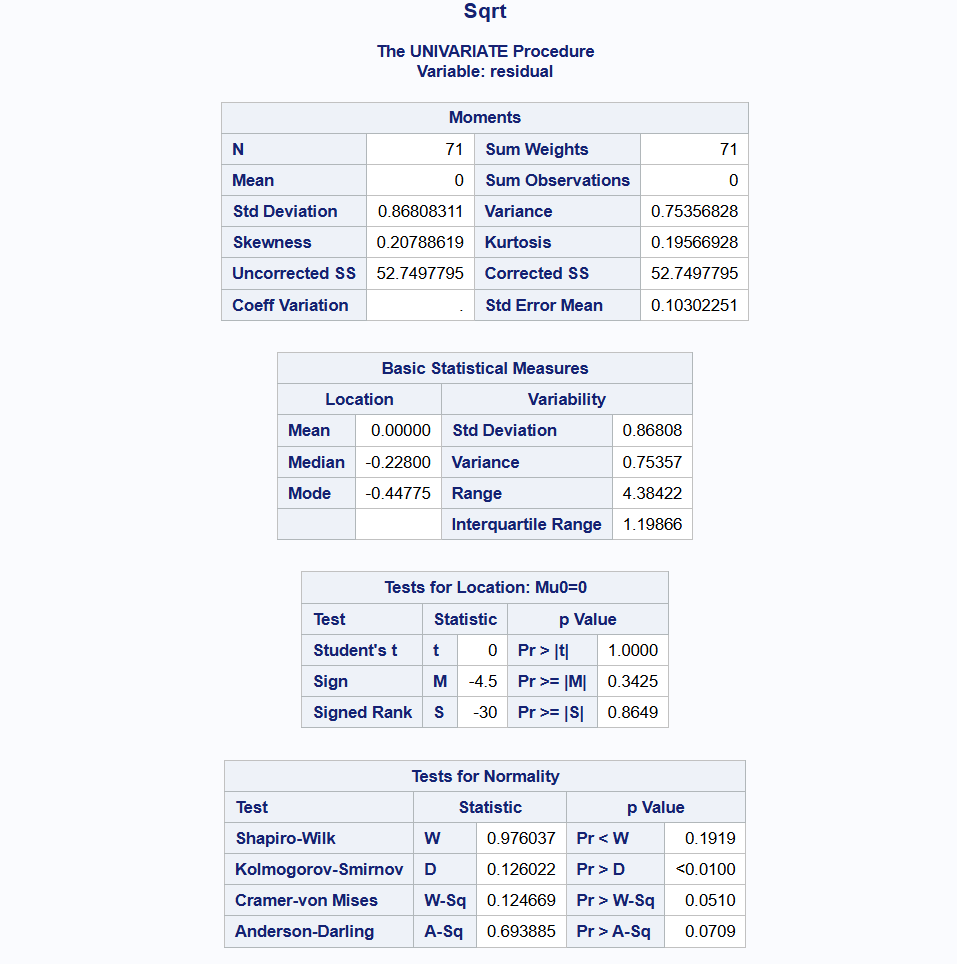 Sqrt
The UNIVARIATE Procedure
Variable: residual
Moments
N 71 Sum Weights 71
Mean 0 Sum Observations 0
Std Deviation 0.86808311 Variance 0.75356828
Skewness 0.20788619 Kurtosis 0.19566928
Uncorrected SS 52.7497795 Corrected SS 52.7497795
Coeff Variation . Std Error Mean 0.10302251
Basic Statistical Measures
Location Variability
Mean 0.00000 Std Deviation 0.86808
Median -0.22800 Variance 0.75357
Mode -0.44775 Range 4.38422
Interquartile Range 1.19866
Tests for Location: Mu0=0
Test Statistic p Value
Student's t t 0 Pr > |t| 1.0000
Sign M -4.5 Pr >= |M| 0.3425
Signed Rank S -30 Pr >= |S| 0.8649
Tests for Normality
Test Statistic p Value
Shapiro-Wilk W 0.976037 Pr < W 0.1919
Kolmogorov-Smirnov D 0.126022 Pr > D <0.0100
Cramer-von Mises W-Sq 0.124669 Pr > W-Sq 0.0510
Anderson-Darling A-Sq 0.693885 Pr > A-Sq 0.0709